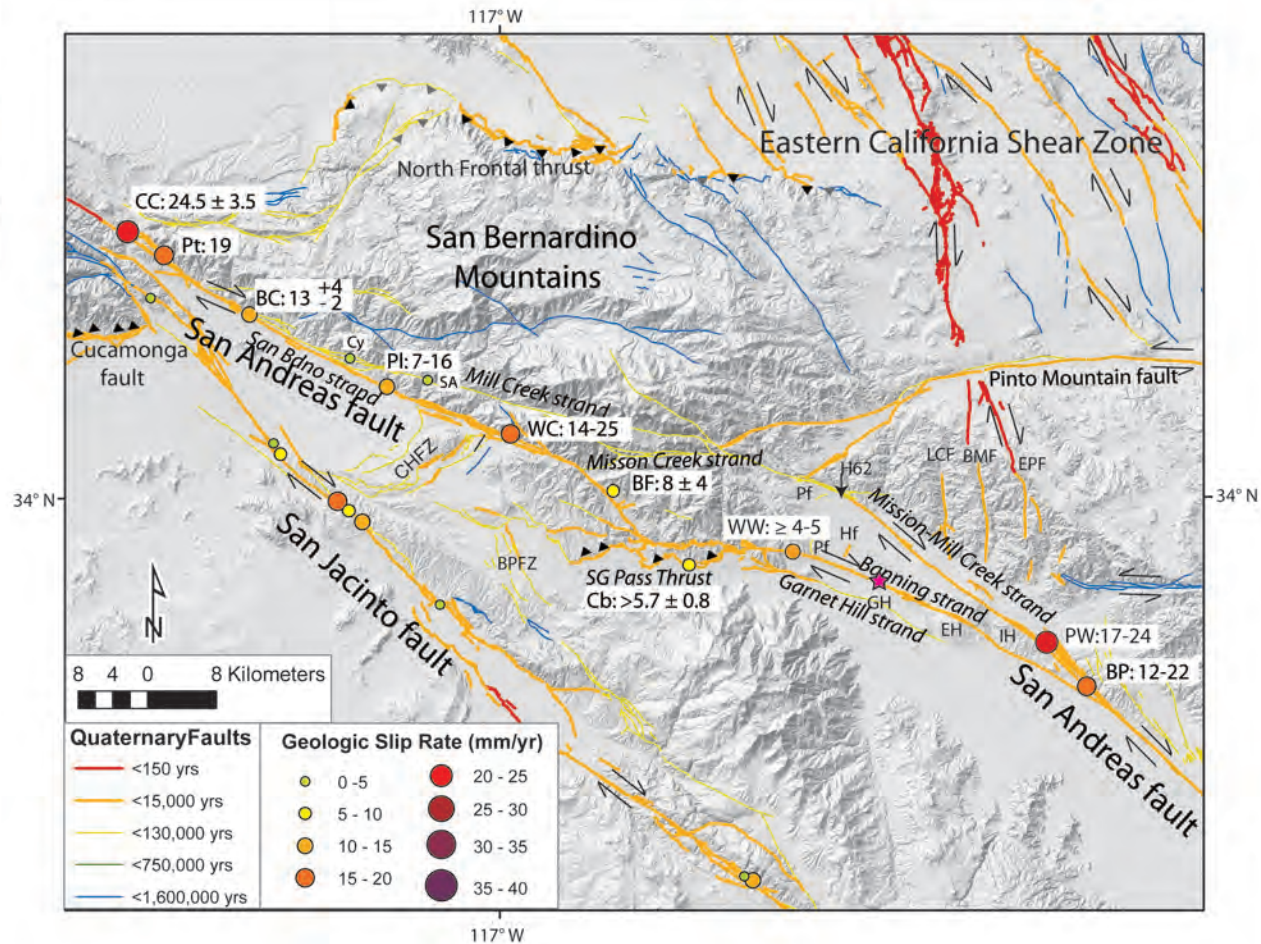 117° W
Eastern California Shear Zone
North Frontal thrust
CC: 24.5 ± 3.5
San Bernardino
Mountains
Pt: 19
BC: 13 +4
- 2
San Andreas fault
San Bdno strand
Cucamonga
fault
Cy
PI: 7-16
SA
Mill Creek strand
Pinto Mountain fault
WC: 14-25
CHFZ
Misson Creek strand
LCF
BMF
EPF
H62
BF: 8 ± 4
34° N
34° N
Pf
Mission-Mill Creek strand
WW: ≥ 4-5
Hf
Pf
Banning strand
BPFZ
SG Pass Thrust
Cb: >5.7 ± 0.8
Garnet Hill strand
GH
EH
IH
San Jacinto fault
PW:17-24
BP: 12-22
San Andreas fault
N
8 4 0 8 Kilometers
QuaternaryFaults
<150 yrs
<15,000 yrs
<130,000 yrs
<750,000 yrs
<1,600,000 yrs
Geologic Slip Rate (mm/yr)
0 -5
5 - 10
10 - 15
15 - 20
20 - 25
25 - 30
30 - 35
35 - 40
117° W